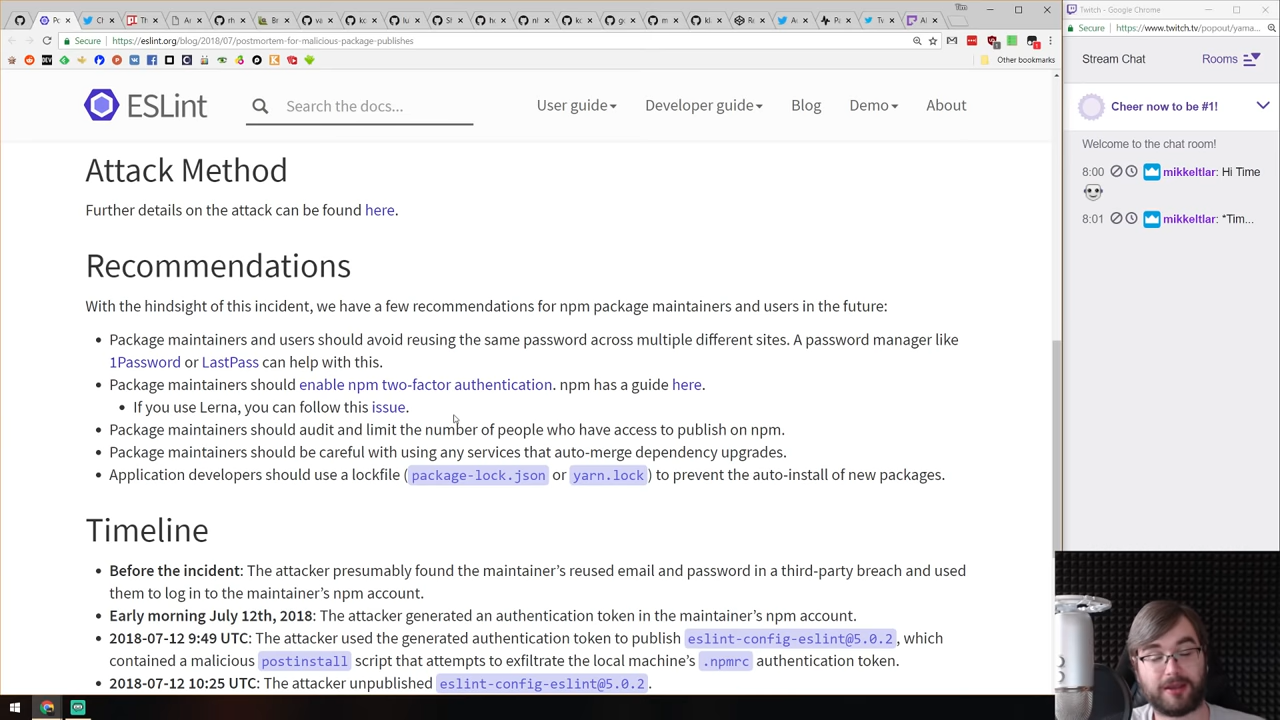 Tim
Twitch - Google Chrome
Secure
https://eslint.org/blog/2018/07/postmortem-for-malicious-package-publishes
Other bookmarks
Secure
https://www.twitch.tv/popout/yama...
Stream Chat
Rooms
Cheer now to be #1!
Welcome to the chat room!
8:00 mikkeltlar: Hi Time
8:01 mikkeltlar: *Tim...
ESLint
Search the docs...
User guide
Developer guide
Blog
Demo
About
Attack Method
Further details on the attack can be found here.
Recommendations
With the hindsight of this incident, we have a few recommendations for npm package maintainers and users in the future:
Package maintainers and users should avoid reusing the same password across multiple different sites. A password manager like
1Password or LastPass can help with this.
Package maintainers should enable npm two-factor authentication. npm has a guide here.
If you use Lerna, you can follow this issue.
Package maintainers should audit and limit the number of people who have access to publish on npm.
Package maintainers should be careful with using any services that auto-merge dependency upgrades.
Application developers should use a lockfile (package-lock.json or yarn.lock) to prevent the auto-install of new packages.
Timeline
Before the incident: The attacker presumably found the maintainer’s reused email and password in a third-party breach and used
them to log in to the maintainer’s npm account.
Early morning July 12th, 2018: The attacker generated an authentication token in the maintainer’s npm account.
2018-07-12 9:49 UTC: The attacker used the generated authentication token to publish eslint-config-eslint@5.0.2, which
contained a malicious postinstall script that attempts to exfiltrate the local machine’s .npmrc authentication token.
2018-07-12 10:25 UTC: The attacker unpublished eslint-config-eslint@5.0.2.